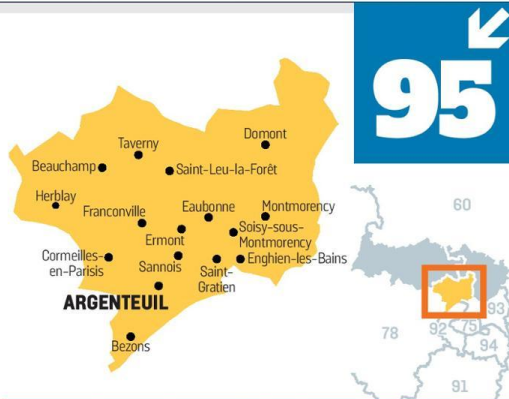 95
Domont
Taverny
Beauchamp
Saint-Leu-la-Forêt
Herblay
Franconville
Eaubonne
Montmorency
Soisy-sous-
Montmorency
Ermont
Cormeilles-
en-Parisis
Sannois
Saint-
Gratien
Enghien-les-Bains
ARGENTEUIL
Bezons
60
78
92
75
93
94
91